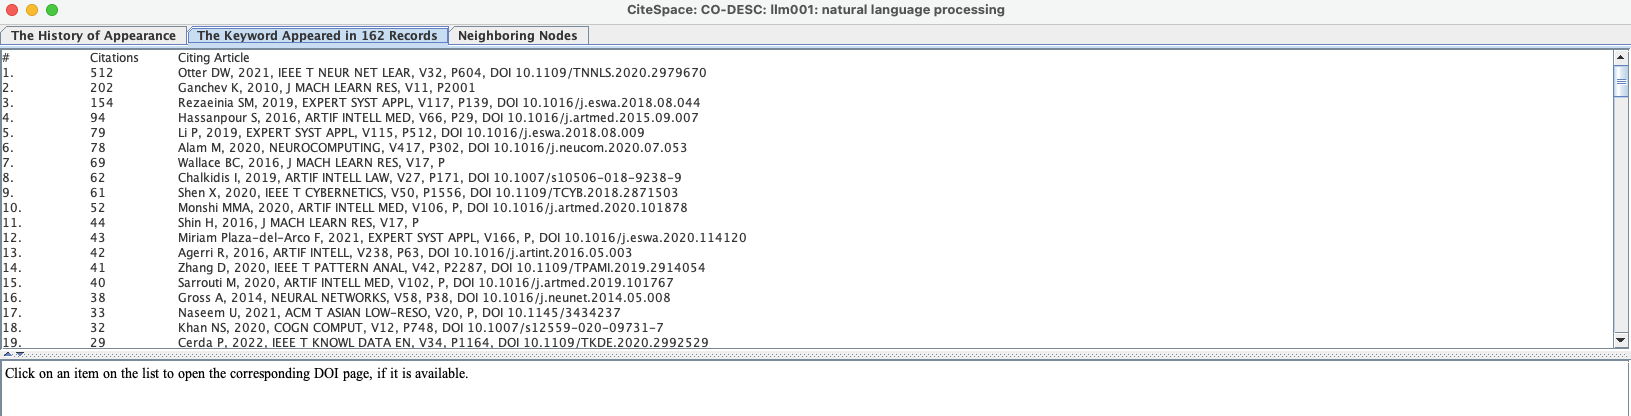 CiteSpace: CO-DESC: llm001: natural language processing
The History of Appearance The Keyword Appeared in 162 Records Neighboring Nodes
# Citations Citing Article
1. 512 Otter DW, 2021, IEEE T NEUR NET LEAR, V32, P604, DOI 10.1109/TNNLS.2020.2979670
2. 202 Ganchev K, 2010, J MACH LEARN RES, V11, P2001
3. 154 Rezaeinia SM, 2019, EXPERT SYST APPL, V117, P139, DOI 10.1016/j.eswa.2018.08.044
4. 94 Hassanpour S, 2016, ARTIF INTELL MED, V66, P29, DOI 10.1016/j.artmed.2015.09.007
5. 79 Li P, 2019, EXPERT SYST APPL, V115, P512, DOI 10.1016/j.eswa.2018.08.009
6. 78 Alam M, 2020, NEUROCOMPUTING, V417, P302, DOI 10.1016/j.neucom.2020.07.053
7. 69 Wallace BC, 2016, J MACH LEARN RES, V17, P
8. 62 Chalkidis I, 2019, ARTIF INTELL LAW, V27, P171, DOI 10.1007/s10506-018-9238-9
9. 61 Shen X, 2020, IEEE T CYBERNETICS, V50, P1556, DOI 10.1109/TCYB.2018.2871503
10. 52 Monshi MMA, 2020, ARTIF INTELL MED, V106, P, DOI 10.1016/j.artmed.2020.101878
11. 44 Shin H, 2016, J MACH LEARN RES, V17, P
12. 43 Miriam Plaza-del-Arco F, 2021, EXPERT SYST APPL, V166, P, DOI 10.1016/j.eswa.2020.114120
13. 42 Agerri R, 2016, ARTIF INTELL, V238, P63, DOI 10.1016/j.artint.2016.05.003
14. 41 Zhang D, 2020, IEEE T PATTERN ANAL, V42, P2287, DOI 10.1109/TPAMI.2019.2914054
15. 40 Sarrouti M, 2020, ARTIF INTELL MED, V102, P, DOI 10.1016/j.artmed.2019.101767
16. 38 Gross A, 2014, NEURAL NETWORKS, V58, P38, DOI 10.1016/j.neunet.2014.05.008
17. 33 Naseem U, 2021, ACM T ASIAN LOW-RESO, V20, P, DOI 10.1145/3434237
18. 32 Khan NS, 2020, COGN COMPUT, V12, P748, DOI 10.1007/s12559-020-09731-7
19. 29 Cerda P, 2022, IEEE T KNOWL DATA EN, V34, P1164, DOI 10.1109/TKDE.2020.2992529
Click on an item on the list to open the corresponding DOI page, if it is available.